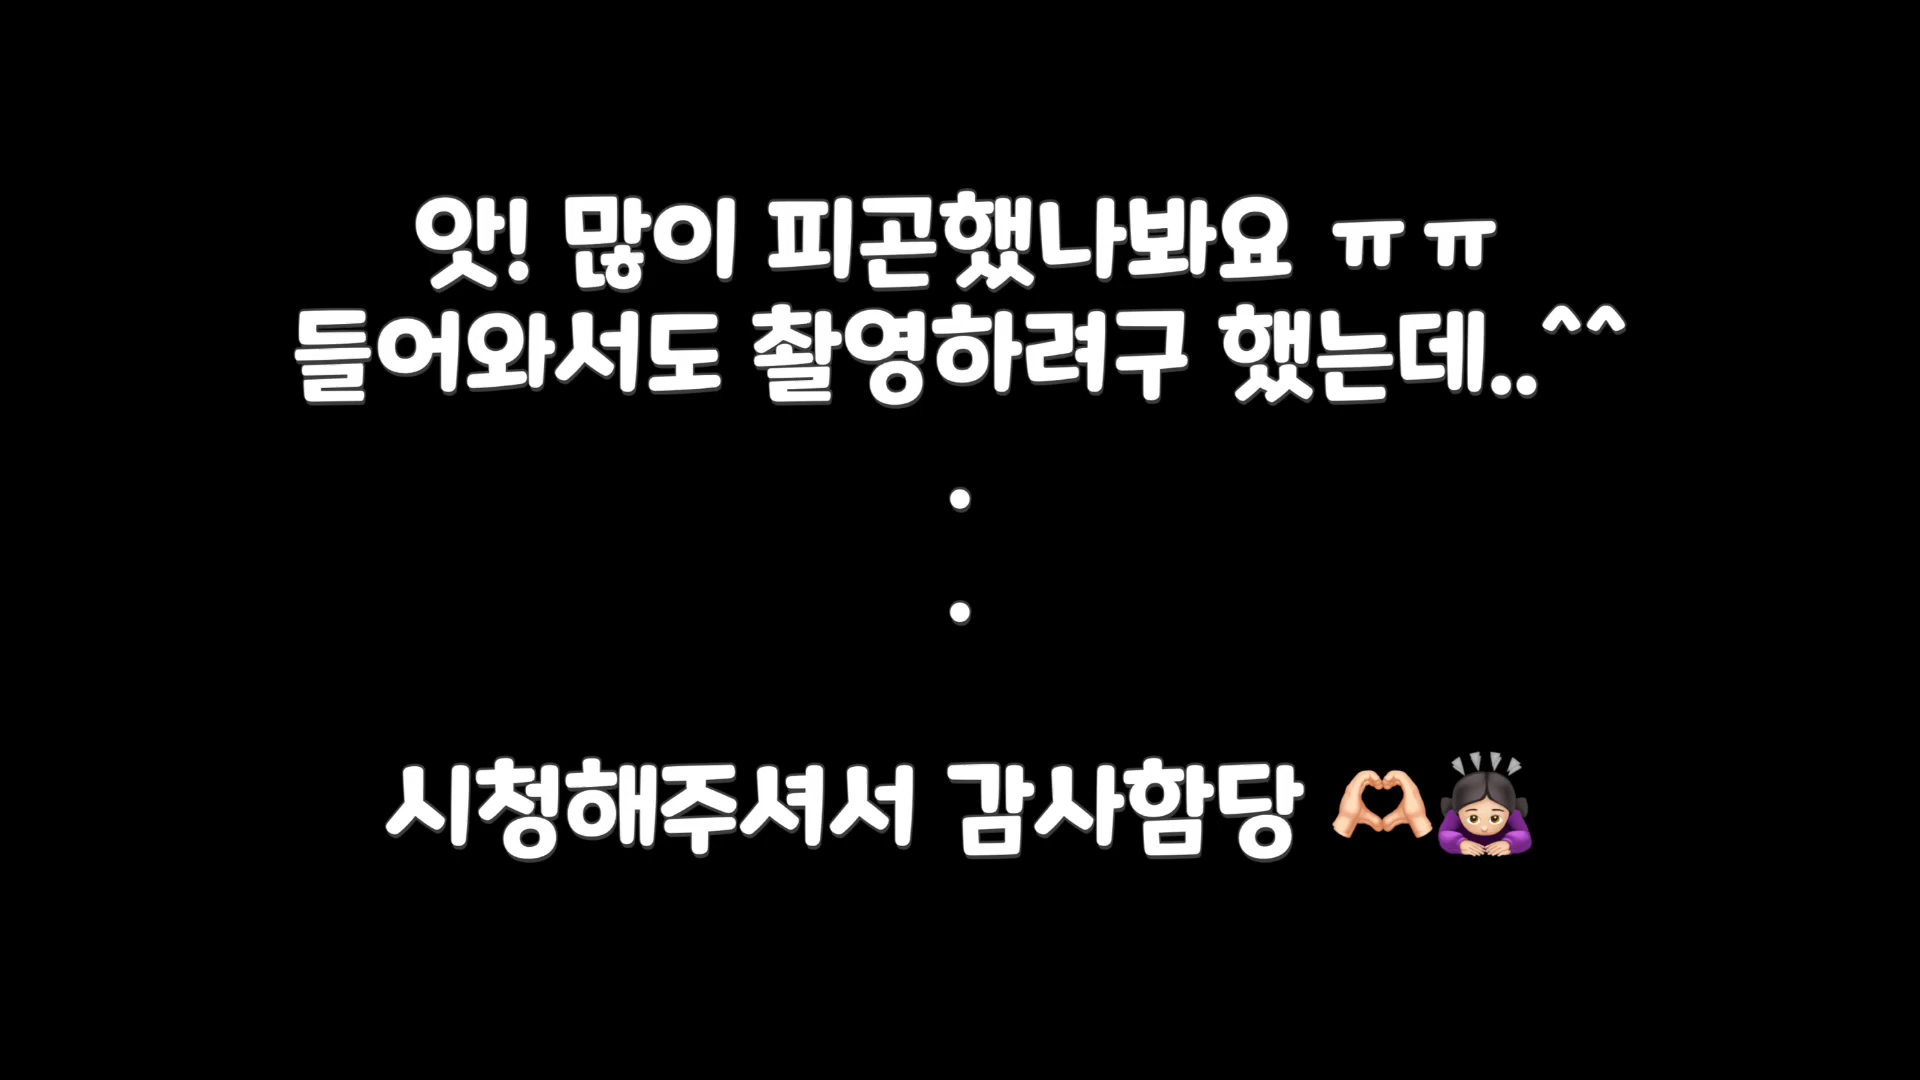 앗! 많이 피곤했나봐요 ㅠㅠ
들어와서도 촬영하려구 했는데..^^
.
.
시청해주셔서 감사함당 🫶🏻🙇🏻‍♀️